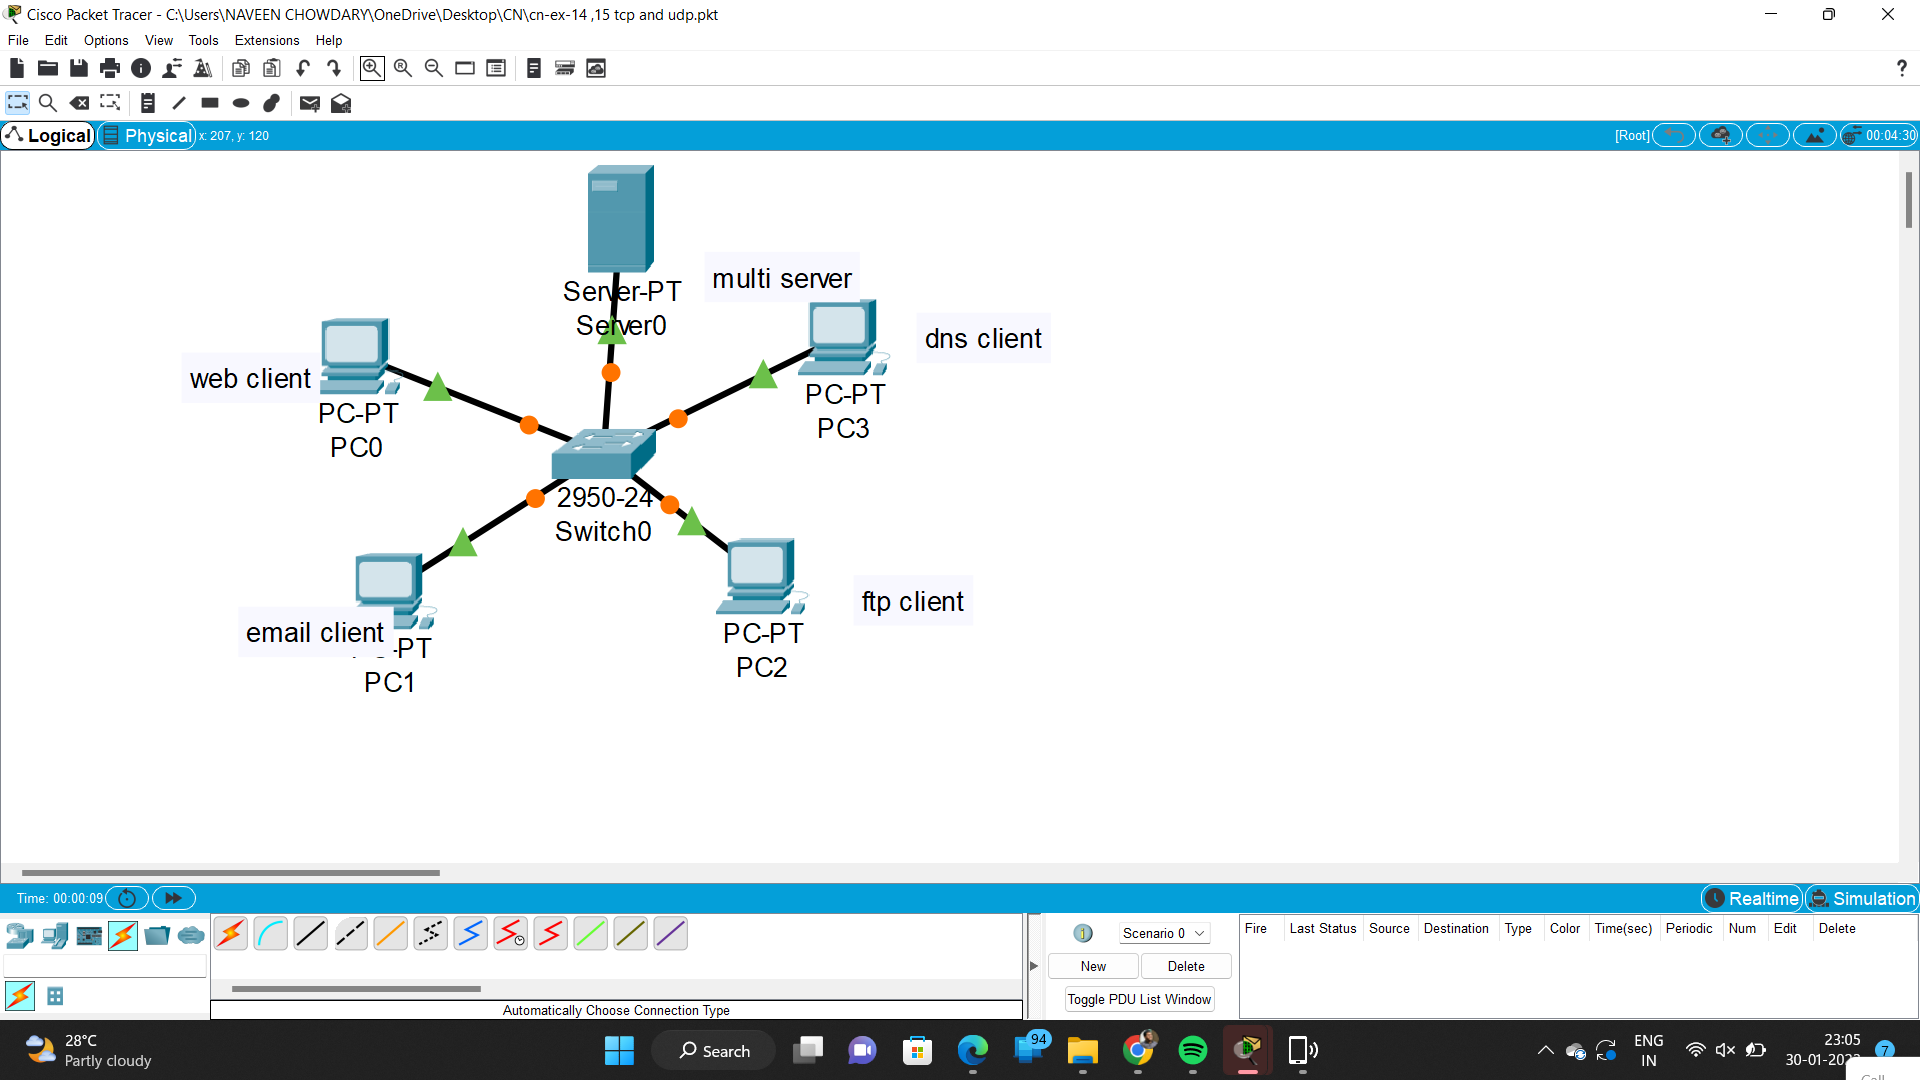 Cisco Packet Tracer - C:\Users\NAVEEN CHOWDARY\OneDrive\Desktop\CN\cn-ex-14 ,15 tcp and udp.pkt
File Edit Options View Tools Extensions Help
?
Logical Physical x: 207, y: 120 [Root] 00:04:30
Server-PT
Server0
multi server
dns client
web client
PC-PT
PC0
PC-PT
PC3
2950-24
Switch0
email client
-PT
PC1
PC-PT
PC2
ftp client
Time: 00:00:09 Realtime Simulation
Scenario 0
New Delete
Toggle PDU List Window
Fire Last Status Source Destination Type Color Time(sec) Periodic Num Edit Delete
Automatically Choose Connection Type
28°C
Partly cloudy
Search
94
ENG
IN
23:05
30-01-202
7